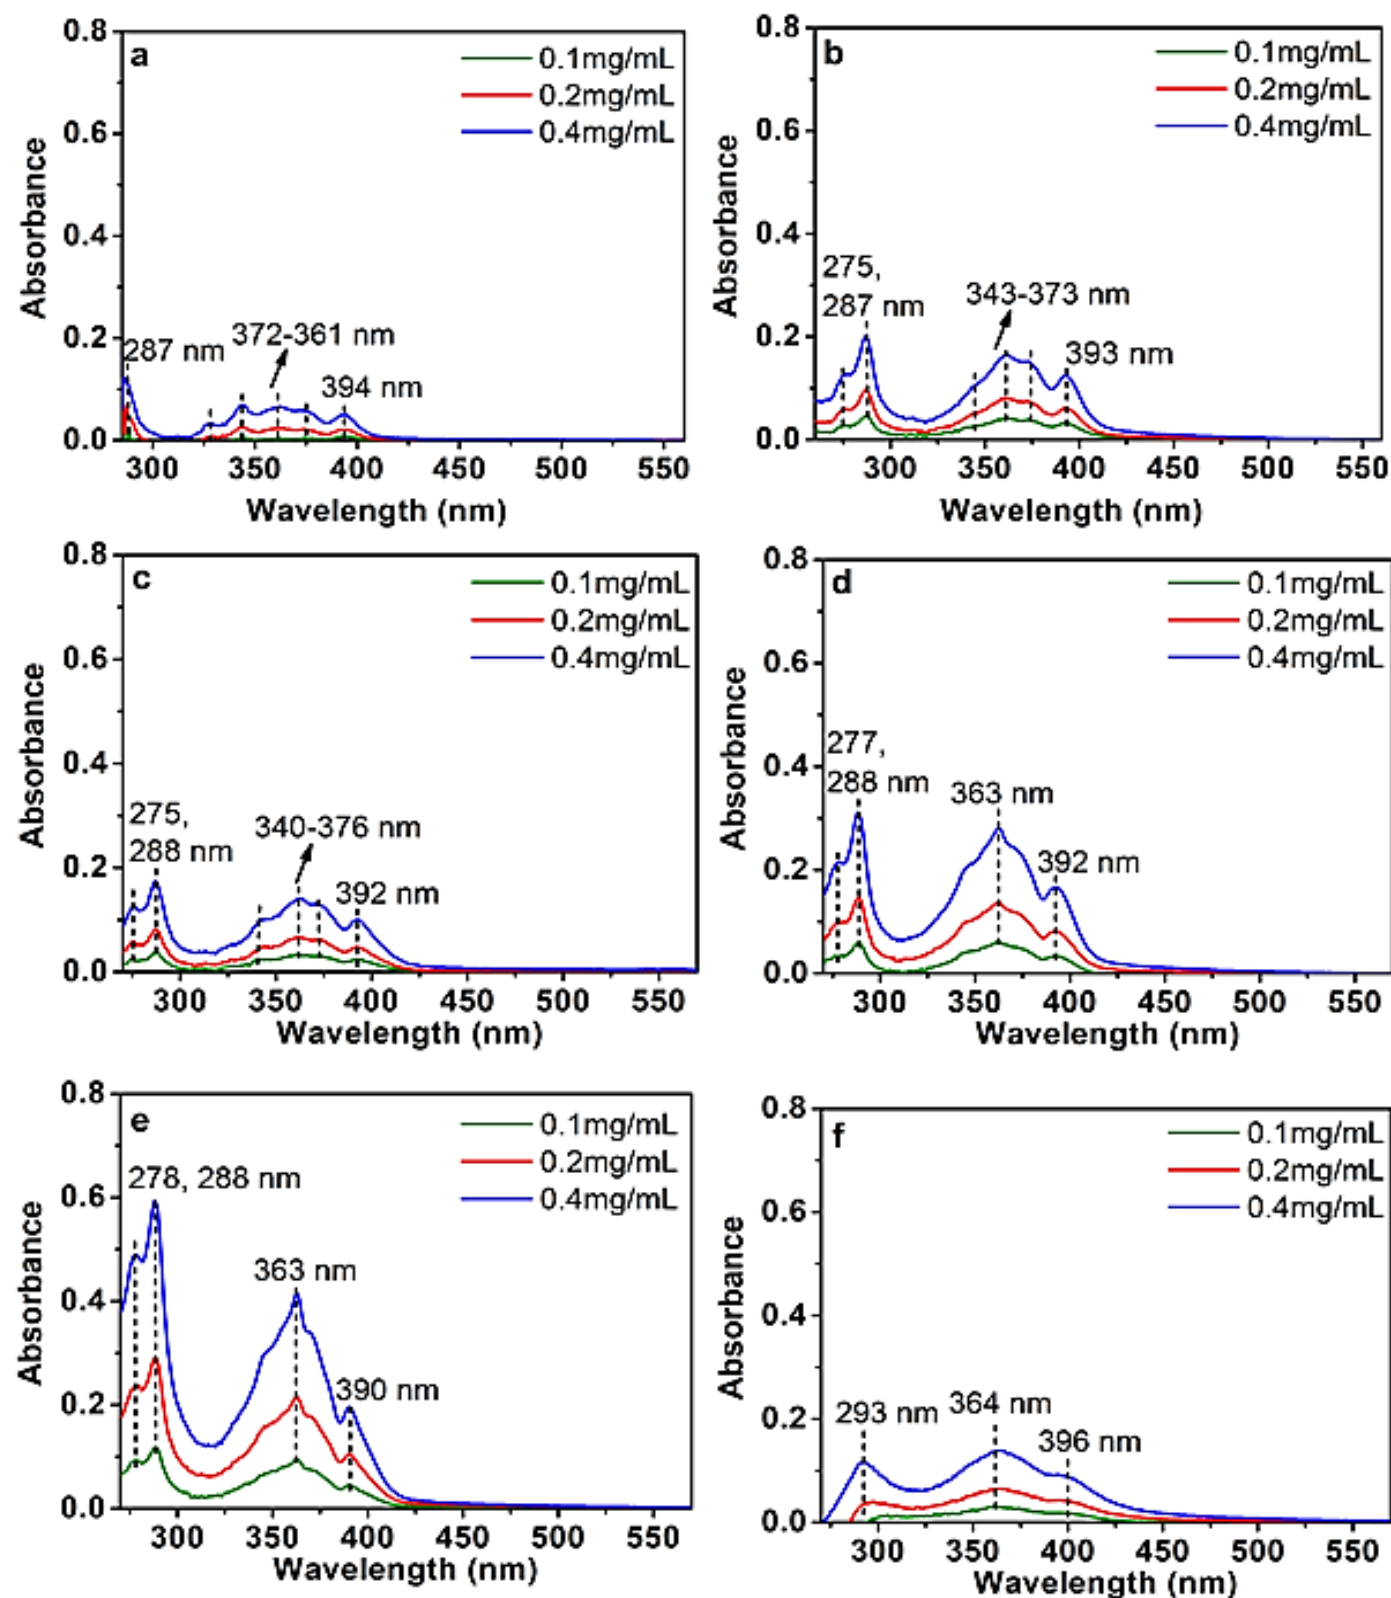 a
0.1mg/mL
0.2mg/mL
0.4mg/mL
0.8
0.6
0.4
0.2
0.0
Absorbance
287 nm
372-361 nm
394 nm
300 350 400 450 500 550
Wavelength (nm)
b
0.1mg/mL
0.2mg/mL
0.4mg/mL
0.8
0.6
0.4
0.2
0.0
Absorbance
275,
287 nm
343-373 nm
393 nm
300 350 400 450 500 550
Wavelength (nm)
c
0.1mg/mL
0.2mg/mL
0.4mg/mL
0.8
0.6
0.4
0.2
0.0
Absorbance
275,
288 nm
340-376 nm
392 nm
300 350 400 450 500 550
Wavelength (nm)
d
0.1mg/mL
0.2mg/mL
0.4mg/mL
0.8
0.6
0.4
0.2
0.0
Absorbance
277,
288 nm
363 nm
392 nm
300 350 400 450 500 550
Wavelength (nm)
e
0.1mg/mL
0.2mg/mL
0.4mg/mL
0.8
0.6
0.4
0.2
0.0
Absorbance
278, 288 nm
363 nm
390 nm
300 350 400 450 500 550
Wavelength (nm)
f
0.1mg/mL
0.2mg/mL
0.4mg/mL
0.8
0.6
0.4
0.2
0.0
Absorbance
293 nm
364 nm
396 nm
300 350 400 450 500 550
Wavelength (nm)